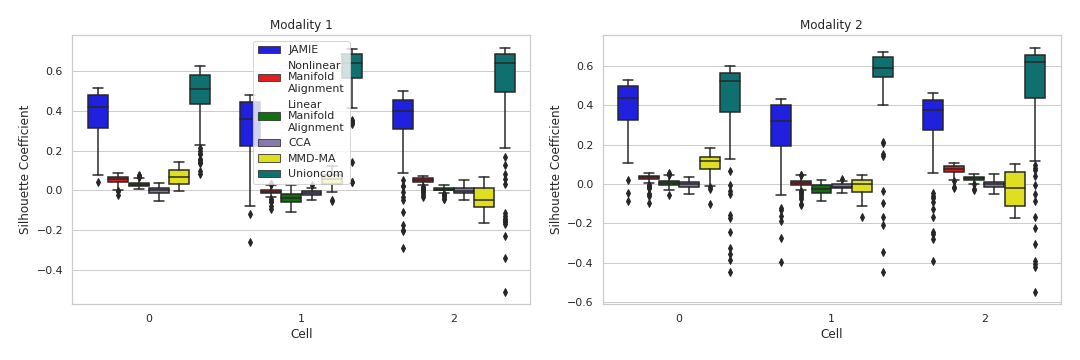 Modality 1
Silhouette Coefficient
0.6
0.4
0.2
0.0
−0.2
−0.4
JAMIE
Nonlinear
Manifold
Alignment
Linear
Manifold
Alignment
CCA
MMD-MA
Unioncom
0 1 2
Cell
Modality 2
Silhouette Coefficient
0.6
0.4
0.2
0.0
−0.2
−0.4
−0.6
0 1 2
Cell